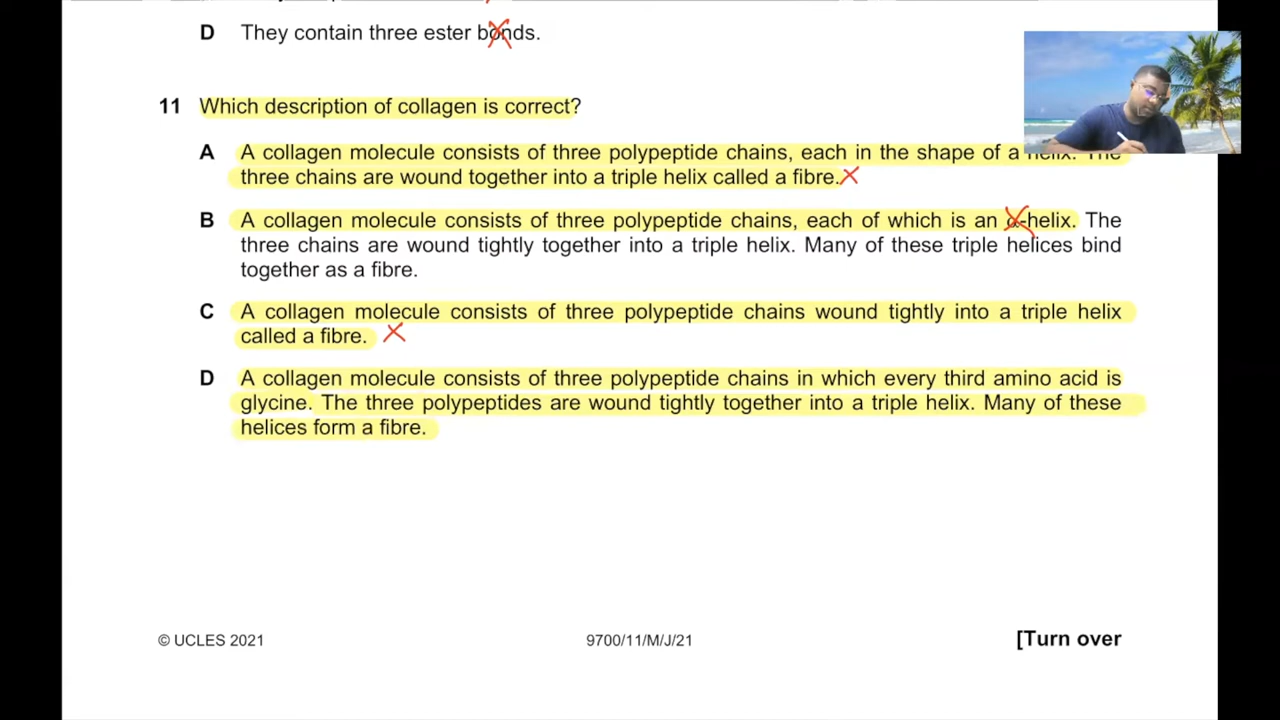 D They contain three ester bonds.
11 Which description of collagen is correct?
A A collagen molecule consists of three polypeptide chains, each in the shape of a helix. The
three chains are wound together into a triple helix called a fibre.
B A collagen molecule consists of three polypeptide chains, each of which is an α-helix. The
three chains are wound tightly together into a triple helix. Many of these triple helices bind
together as a fibre.
C A collagen molecule consists of three polypeptide chains wound tightly into a triple helix
called a fibre.
D A collagen molecule consists of three polypeptide chains in which every third amino acid is
glycine. The three polypeptides are wound tightly together into a triple helix. Many of these
helices form a fibre.
© UCLES 2021 9700/11/M/J/21 [Turn over